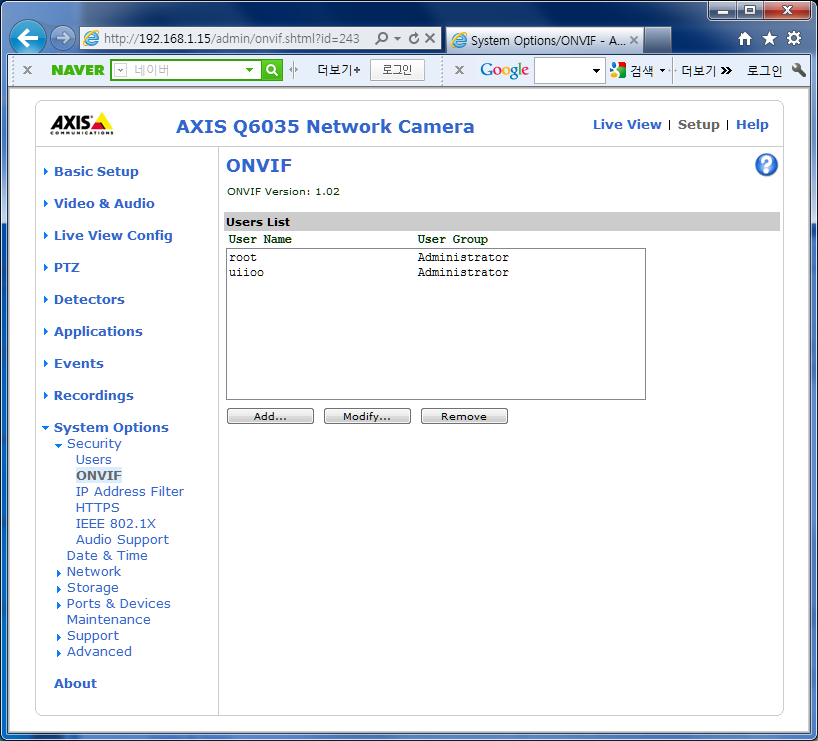 http://192.168.1.15/admin/onvif.shtml?id=243
System Options/ONVIF - A...
NAVER 네이버 더보기+ 로그인
Google 검색 더보기 » 로그인
AXIS COMMUNICATIONS
AXIS Q6035 Network Camera
Live View | Setup | Help
Basic Setup
Video & Audio
Live View Config
PTZ
Detectors
Applications
Events
Recordings
System Options
Security
Users
ONVIF
IP Address Filter
HTTPS
IEEE 802.1X
Audio Support
Date & Time
Network
Storage
Ports & Devices
Maintenance
Support
Advanced
About
ONVIF
ONVIF Version: 1.02
Users List
User Name User Group
root Administrator
uiioo Administrator
Add... Modify... Remove